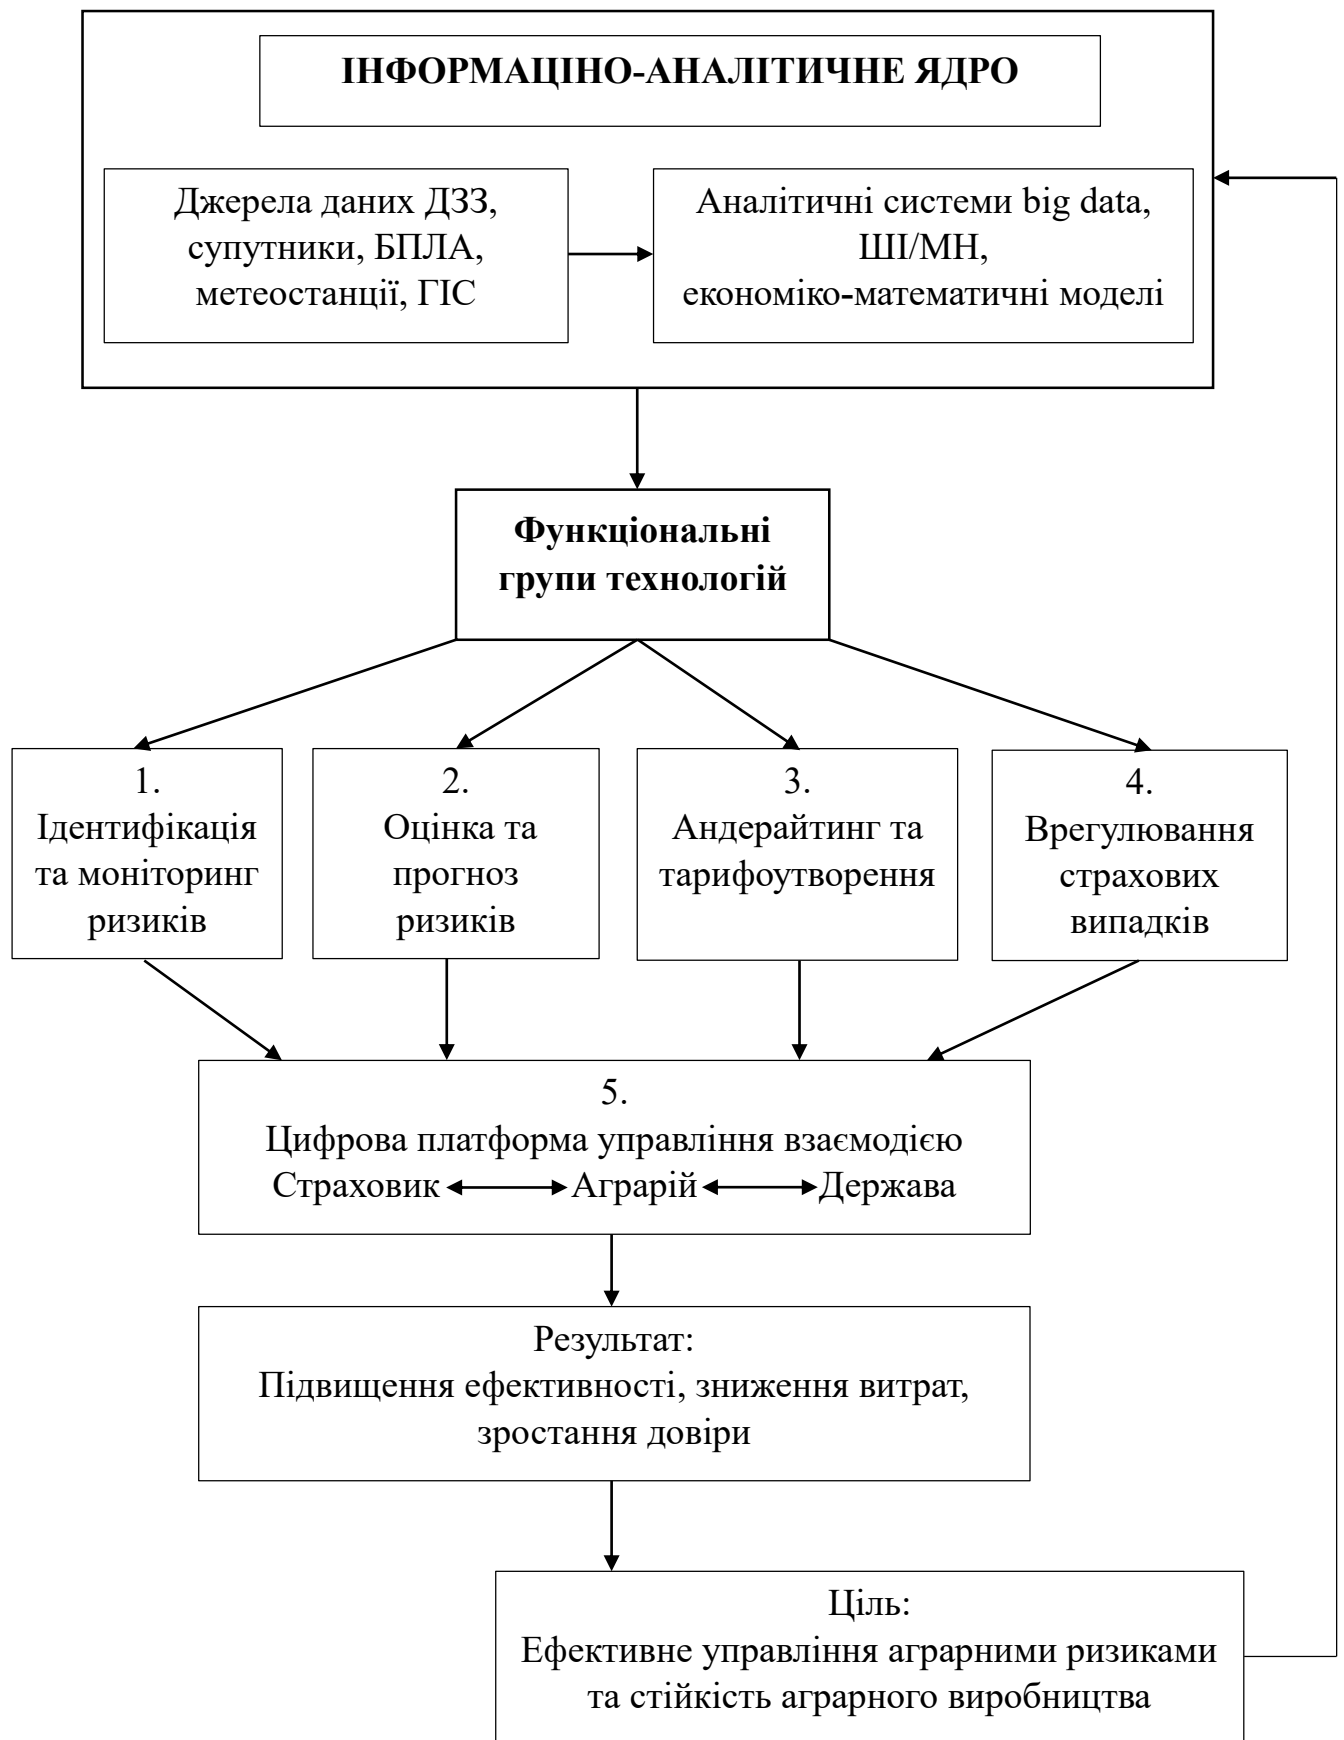 ІНФОРМАЦІНО-АНАЛІТИЧНЕ ЯДРО
Джерела даних ДЗЗ,
супутники, БПЛА,
метеостанції, ГІС
Аналітичні системи big data,
ШІ/МН,
економіко-математичні моделі
Функціональні
групи технологій
1.
Ідентифікація
та моніторинг
ризиків
2.
Оцінка та
прогноз
ризиків
3.
Андерайтинг та
тарифоутворення
4.
Врегулювання
страхових
випадків
5.
Цифрова платформа управління взаємодією
Страховик Аграрій Держава
Результат:
Підвищення ефективності, зниження витрат,
зростання довіри
Ціль:
Ефективне управління аграрними ризиками
та стійкість аграрного виробництва